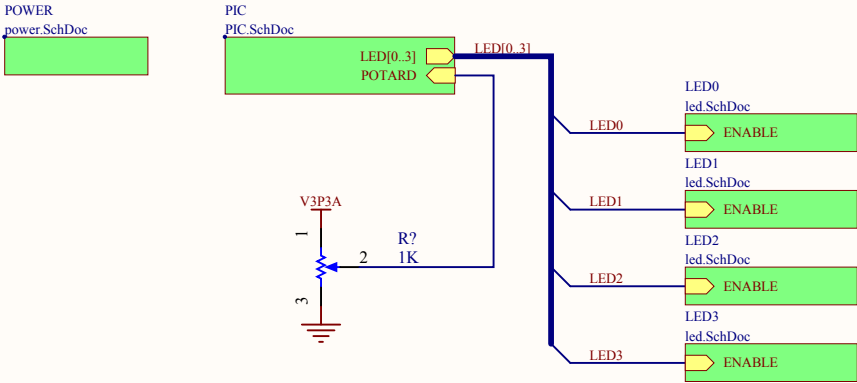 POWER
power.SchDoc
PIC
PIC.SchDoc
LED[0..3]
POTARD
LED[0..3]
LED0
led.SchDoc
LED0
ENABLE
LED1
led.SchDoc
LED1
ENABLE
LED2
led.SchDoc
LED2
ENABLE
LED3
led.SchDoc
LED3
ENABLE
V3P3A
1
2
3
R?
1K